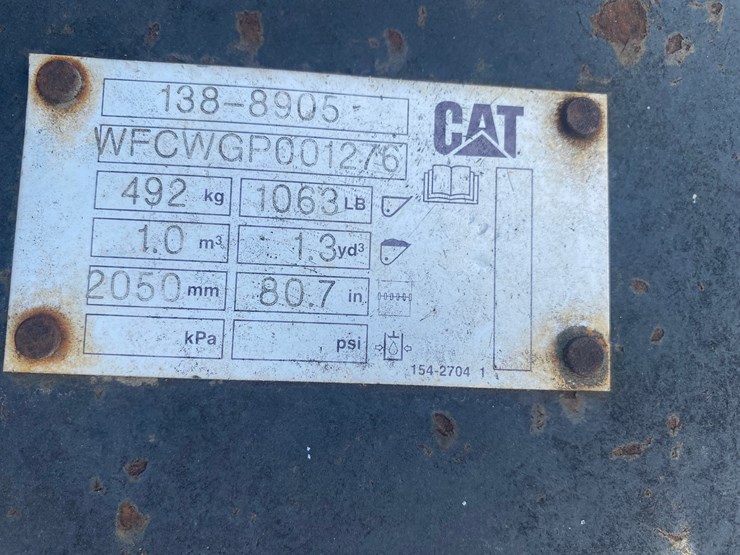 138-8905
CAT
WFCWGP001276
492 kg 1063 LB
1.0 m³ 1.3 yd³
2050 mm 80.7 in
kPa psi
154-2704 1